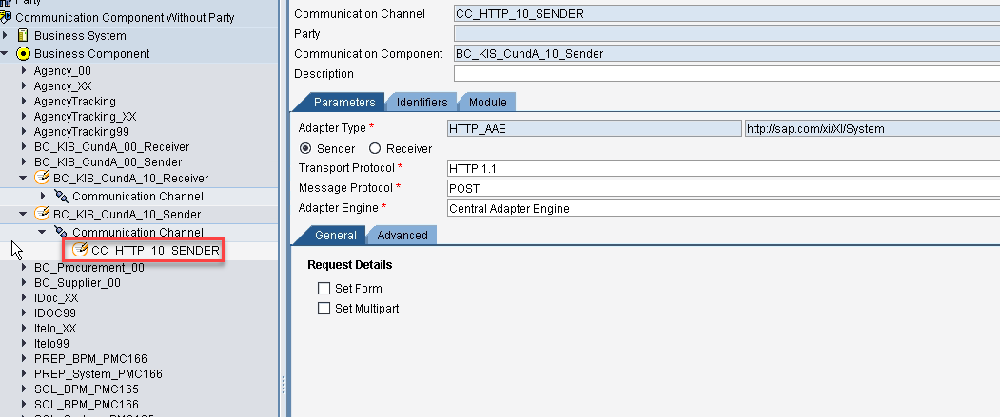 Party
Communication Component Without Party
Business System
Business Component
Agency_00
Agency_XX
AgencyTracking
AgencyTracking_XX
AgencyTracking99
BC_KIS_CundA_00_Receiver
BC_KIS_CundA_00_Sender
BC_KIS_CundA_10_Receiver
Communication Channel
BC_KIS_CundA_10_Sender
Communication Channel
CC_HTTP_10_SENDER
BC_Procurement_00
BC_Supplier_00
IDoc_XX
IDOC99
Itelo_XX
Itelo99
PREP_BPM_PMC166
PREP_System_PMC166
SOL_BPM_PMC165
SOL_BPM_PMC166
SOL_System_PMC165
Communication Channel CC_HTTP_10_SENDER
Party
Communication Component BC_KIS_CundA_10_Sender
Description
Parameters Identifiers Module
Adapter Type * HTTP_AAE http://sap.com/xi/XI/System
Sender Receiver
Transport Protocol * HTTP 1.1
Message Protocol * POST
Adapter Engine * Central Adapter Engine
General Advanced
Request Details
Set Form
Set Multipart